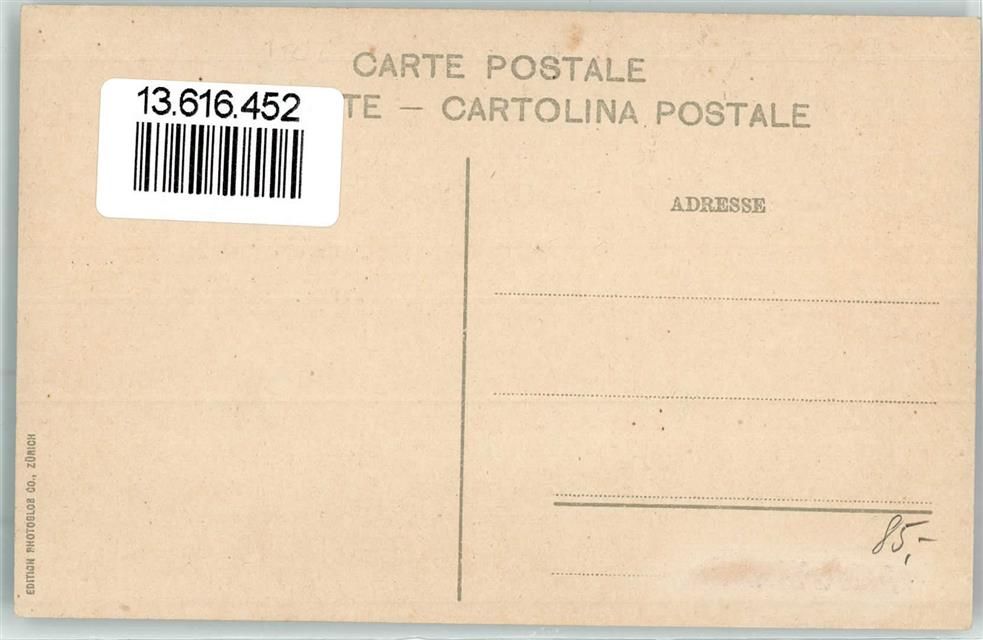 CARTE POSTALE
13.616.452
TE — CARTOLINA POSTALE
ADRESSE
85,-
EDITION PHOTOGLOB CO., ZÜRICH